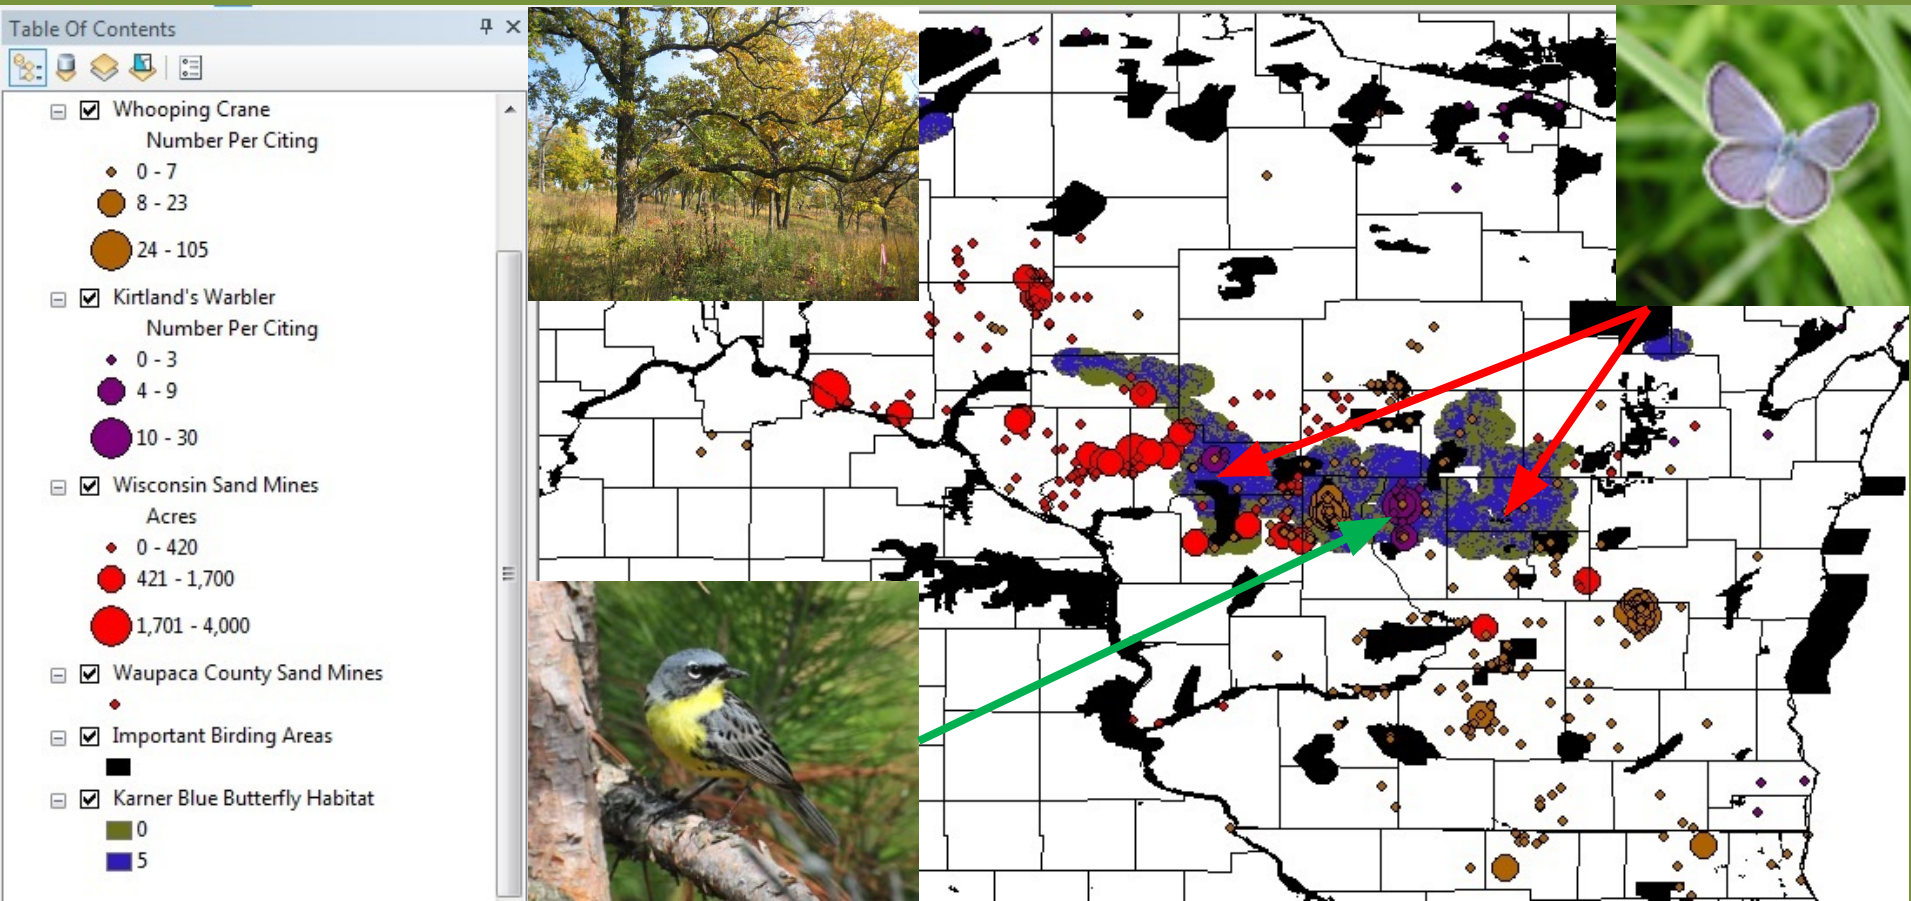 Table Of Contents
Whooping Crane
Number Per Citing
0 - 7
8 - 23
24 - 105
Kirtland's Warbler
Number Per Citing
0 - 3
4 - 9
10 - 30
Wisconsin Sand Mines
Acres
0 - 420
421 - 1,700
1,701 - 4,000
Waupaca County Sand Mines
Important Birding Areas
Karner Blue Butterfly Habitat
0
5